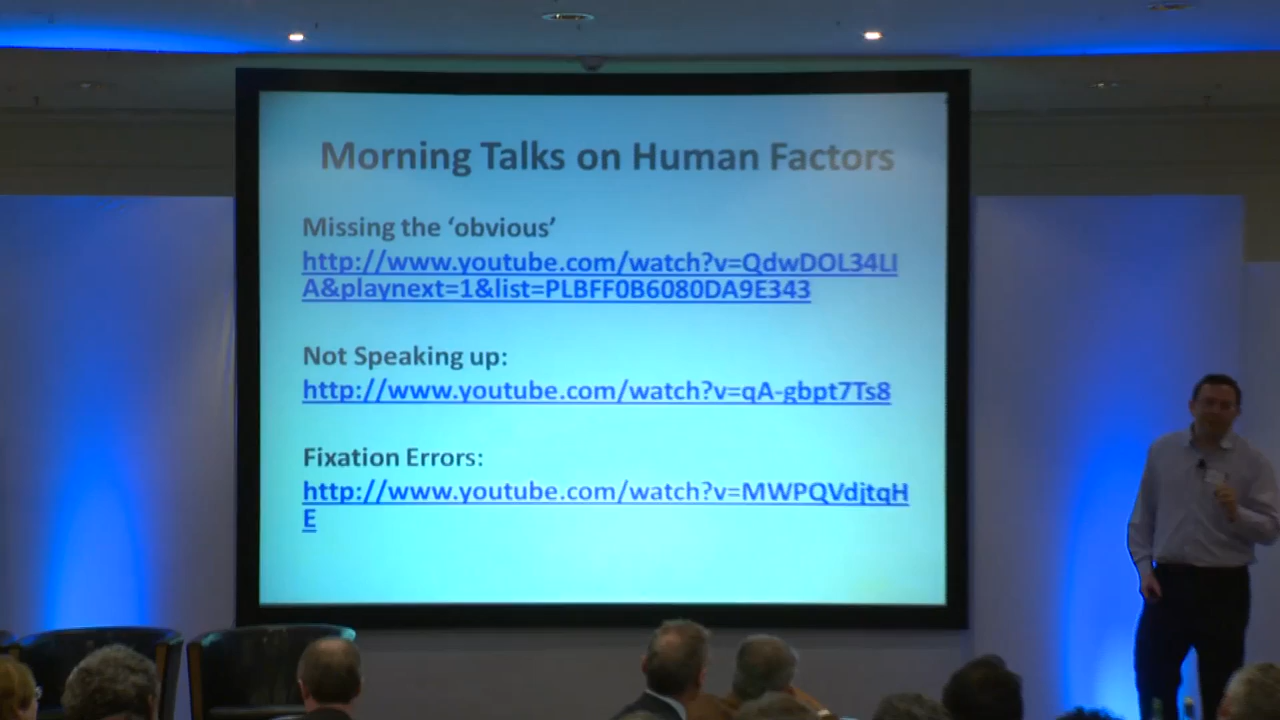 Morning Talks on Human Factors
Missing the ‘obvious’
http://www.youtube.com/watch?v=QdwDOL34LI
A&playnext=1&list=PLBFF0B6080DA9E343
Not Speaking up:
http://www.youtube.com/watch?v=qA-gbpt7Ts8
Fixation Errors:
http://www.youtube.com/watch?v=MWPQVdjtqH
E